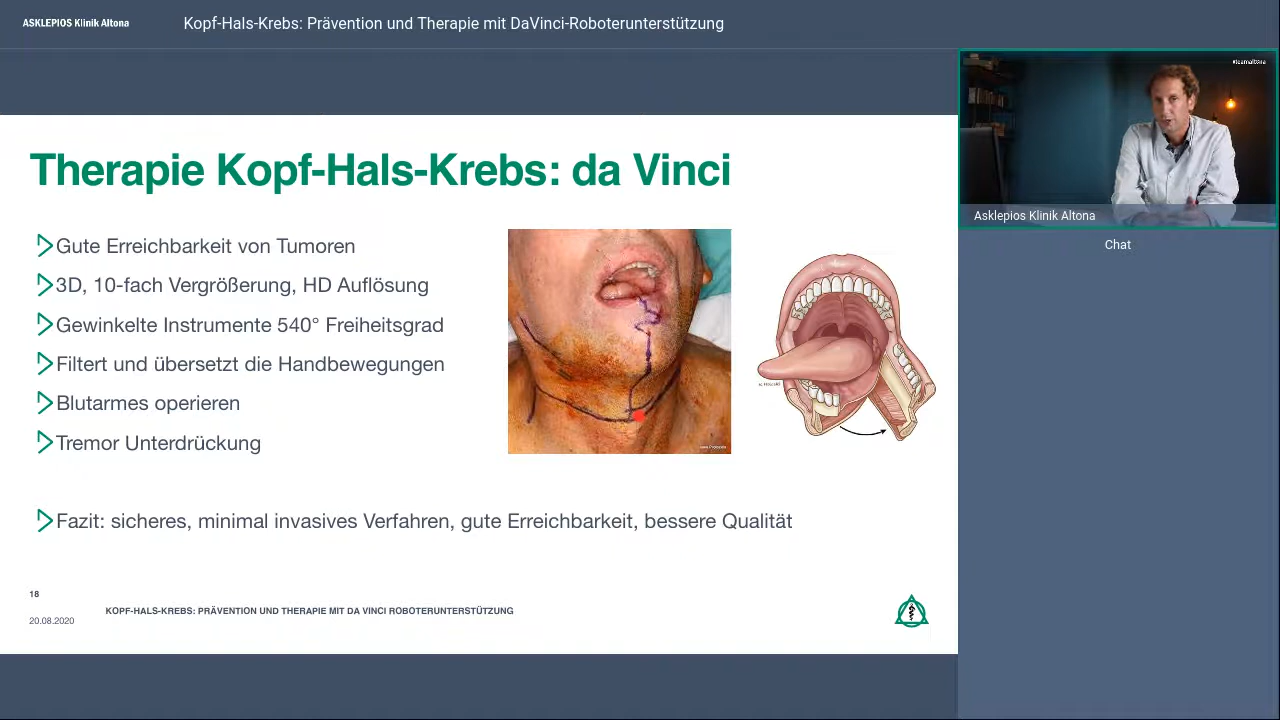 ASKLEPIOS Klinik Altona
Kopf-Hals-Krebs: Prävention und Therapie mit DaVinci-Roboterunterstützung
#teamaltona
Asklepios Klinik Altona
Chat
Therapie Kopf-Hals-Krebs: da Vinci
Gute Erreichbarkeit von Tumoren
3D, 10-fach Vergrößerung, HD Auflösung
Gewinkelte Instrumente 540° Freiheitsgrad
Filtert und übersetzt die Handbewegungen
Blutarmes operieren
Tremor Unterdrückung
Fazit: sicheres, minimal invasives Verfahren, gute Erreichbarkeit, bessere Qualität
18
KOPF-HALS-KREBS: PRÄVENTION UND THERAPIE MIT DA VINCI ROBOTERUNTERSTÜTZUNG
20.08.2020